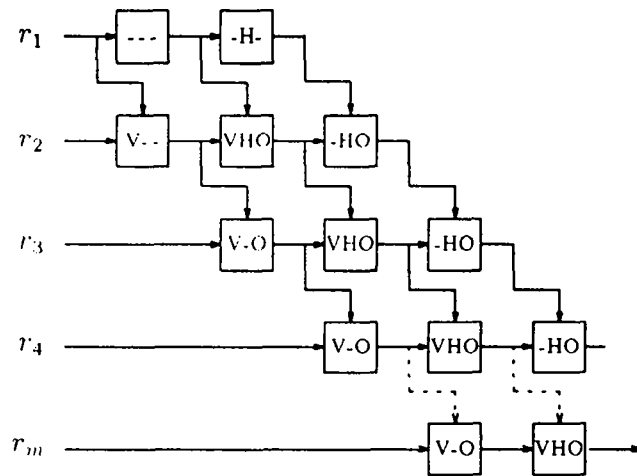 r1 - - - -H-
r2 V-- VHO -HO
r3 V-O VHO -HO
r4 V-O VHO -HO
rm V-O VHO